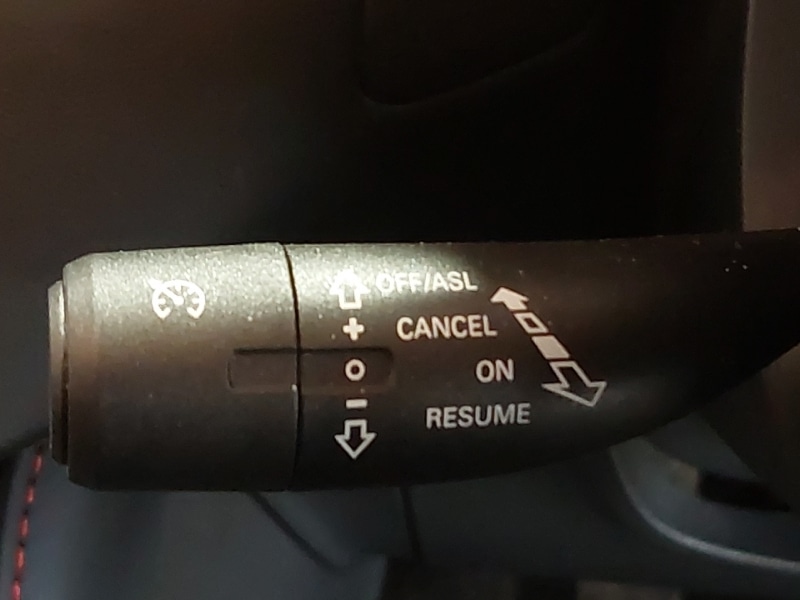 OFF/ASL
+ CANCEL
O ON
− RESUME